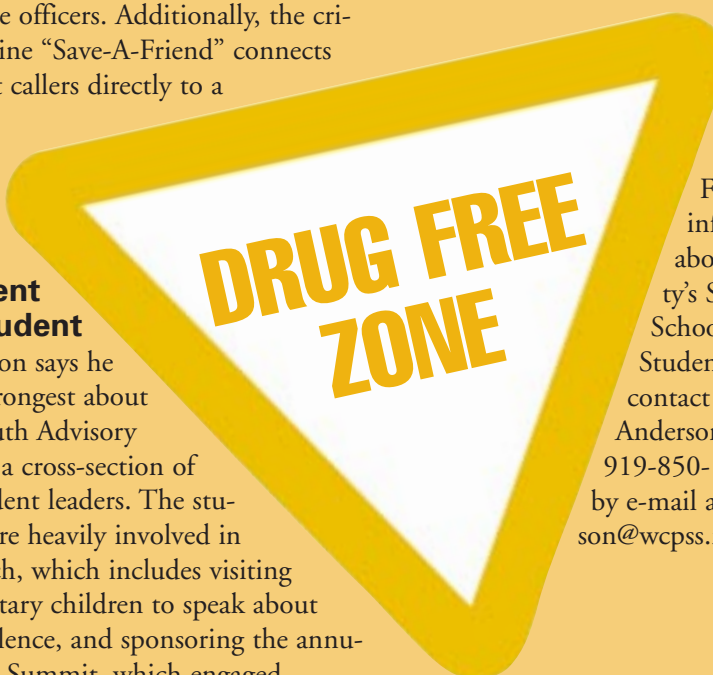 e officers. Additionally, the cri-
ine “Save-A-Friend” connects
t callers directly to a
ent
udent
on says he
rongest about
uth Advisory
a cross-section of
dent leaders. The stu-
re heavily involved in
h, which includes visiting
tary children to speak about
lence, and sponsoring the annu-
Summit, which engaged
DRUG FREE
ZONE
F
inf
abo
ty’s S
Schoo
Studen
contact
Anderson
919-850-
by e-mail a
son@wcpss.